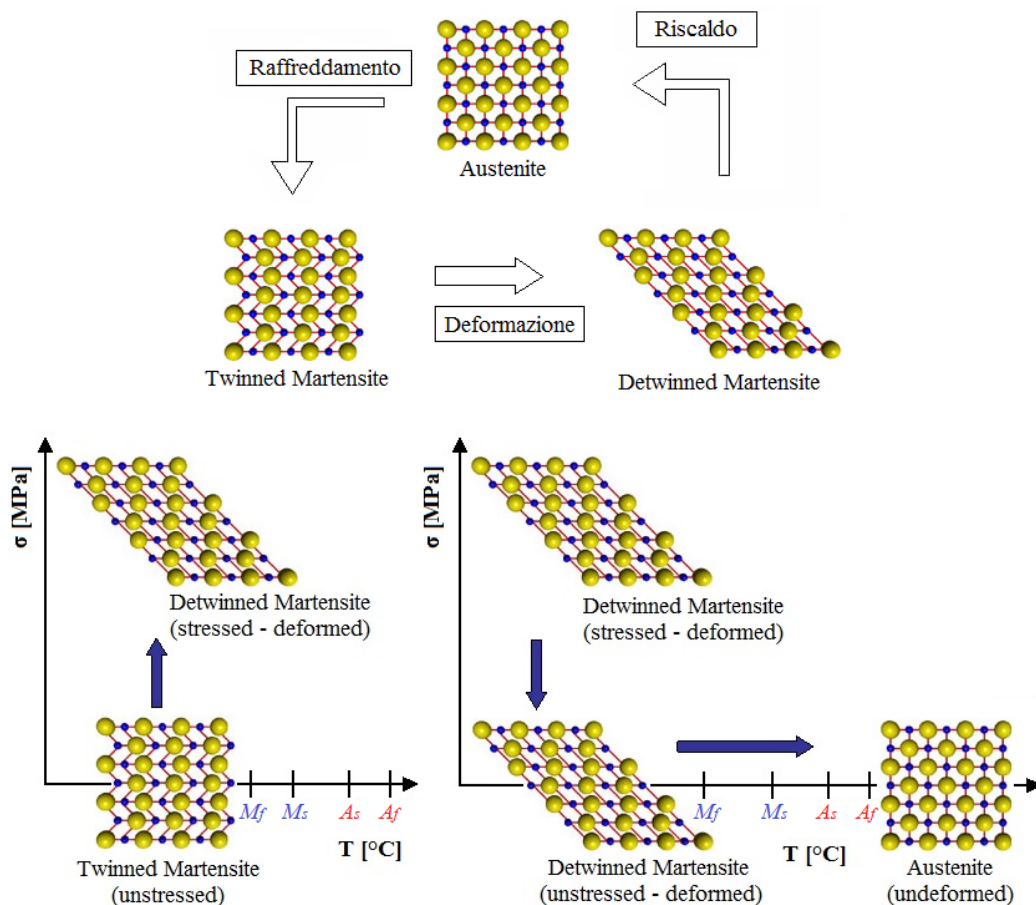 Riscaldo
Raffreddamento
Austenite
Deformazione
Twinned Martensite
Detwinned Martensite
σ [MPa]
Detwinned Martensite
(stressed - deformed)
Mf Ms As Af
T [°C]
Twinned Martensite
(unstressed)
σ [MPa]
Detwinned Martensite
(stressed - deformed)
Mf Ms As Af
T [°C]
Detwinned Martensite
(unstressed - deformed)
Austenite
(undeformed)